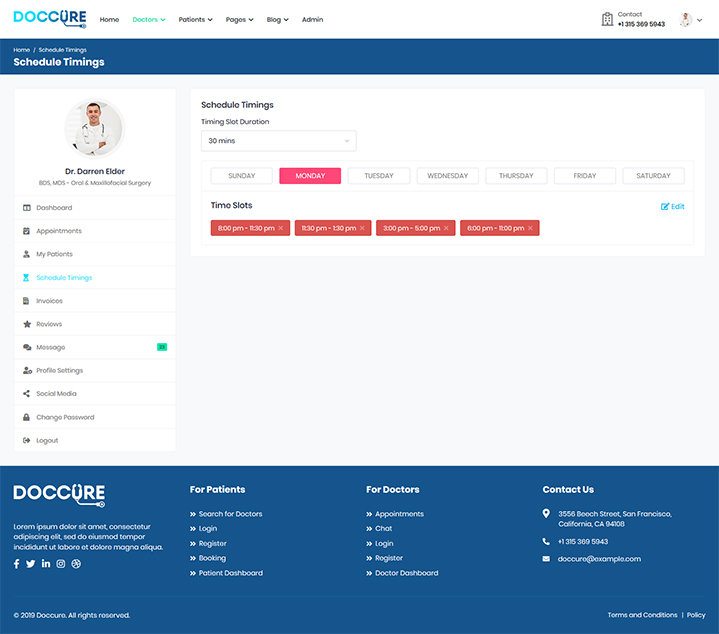 DOCCURE
Home Doctors Patients Pages Blog Admin
Contact
+1 315 369 5943
Home / Schedule Timings
Schedule Timings
Dr. Darren Elder
BDS, MDS - Oral & Maxillofacial Surgery
Dashboard
Appointments
My Patients
Schedule Timings
Invoices
Reviews
Message
Profile Settings
Social Media
Change Password
Logout
Schedule Timings
Timing Slot Duration
30 mins
SUNDAY MONDAY TUESDAY WEDNESDAY THURSDAY FRIDAY SATURDAY
Time Slots
Edit
8:00 pm - 11:30 pm × 11:30 pm - 1:30 pm × 3:00 pm - 5:00 pm × 6:00 pm - 11:00 pm ×
DOCCURE
Lorem ipsum dolor sit amet, consectetur
adipiscing elit, sed do eiusmod tempor
incididunt ut labore et dolore magna aliqua.
For Patients
» Search for Doctors
» Login
» Register
» Booking
» Patient Dashboard
For Doctors
» Appointments
» Chat
» Login
» Register
» Doctor Dashboard
Contact Us
3556 Beech Street, San Francisco,
California, CA 94108
+1 315 369 5943
doccure@example.com
© 2019 Doccure. All rights reserved.
Terms and Conditions | Policy